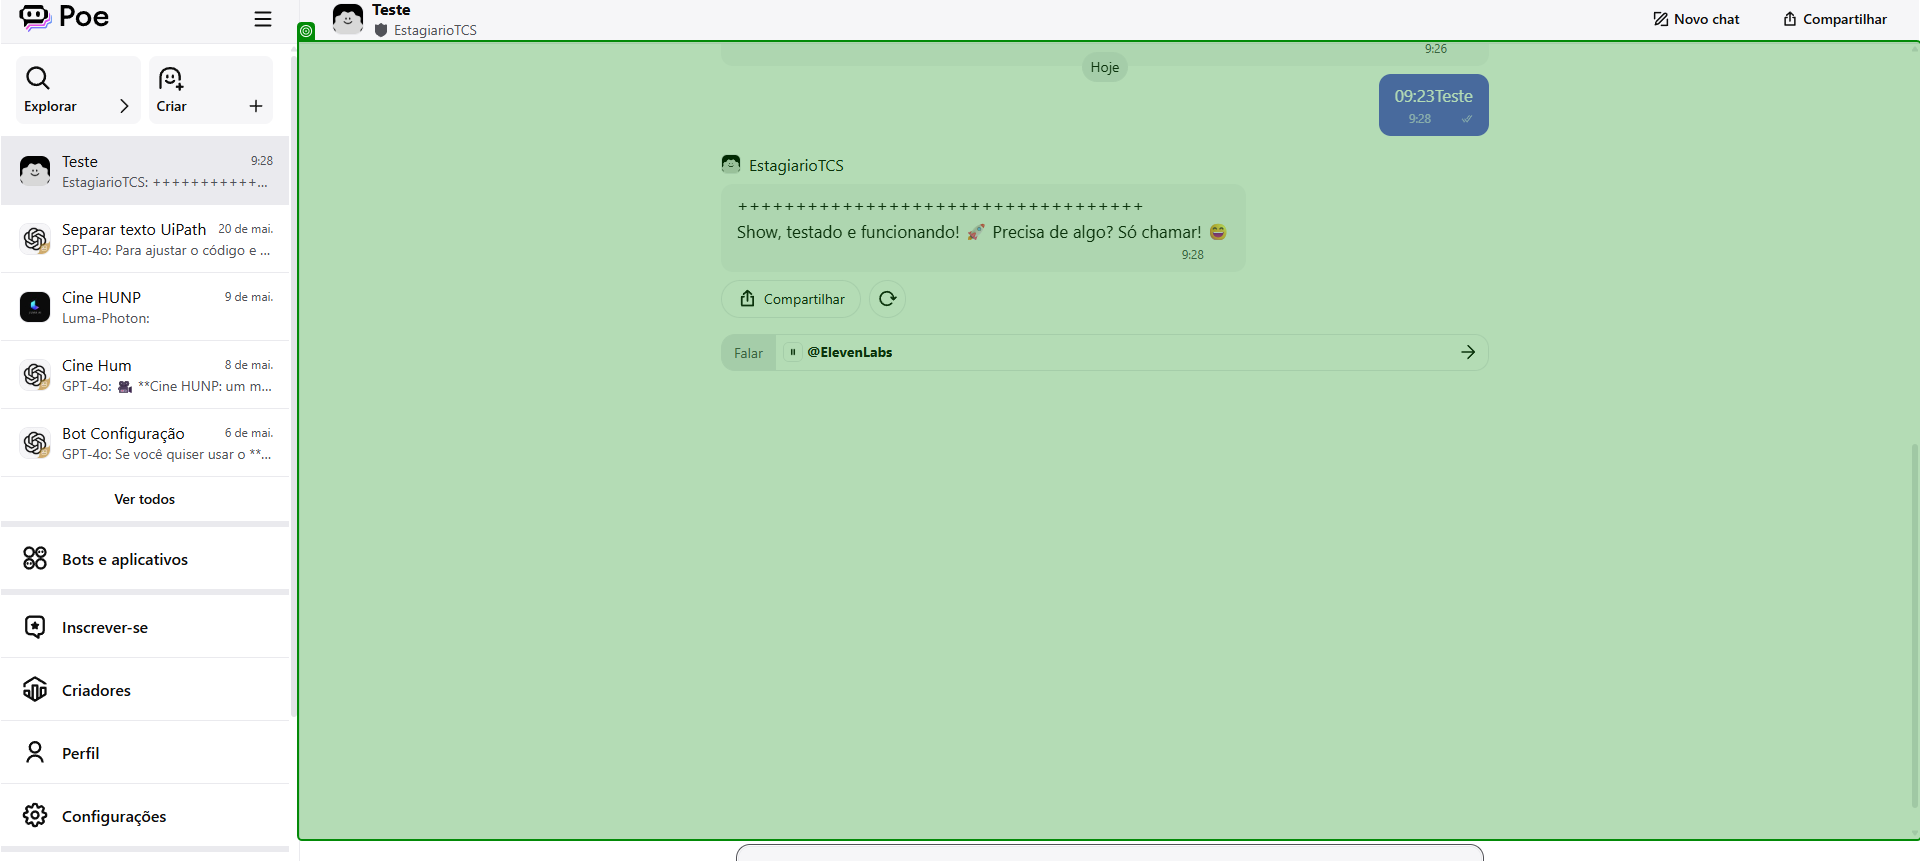 Poe
Explorar
Criar
Teste
9:28
EstagiarioTCS: +++++++++++...
Separar texto UiPath
20 de mai.
GPT-4o: Para ajustar o código e ...
Cine HUNP
9 de mai.
Luma-Photon:
Cine Hum
8 de mai.
GPT-4o: 🎥 **Cine HUNP: um m...
Bot Configuração
6 de mai.
GPT-4o: Se você quiser usar o **...
Ver todos
Bots e aplicativos
Inscrever-se
Criadores
Perfil
Configurações
Teste
EstagiarioTCS
Novo chat
Compartilhar
9:26
Hoje
09:23Teste
9:28
EstagiarioTCS
+++++++++++++++++++++++++++++++++++
Show, testado e funcionando! 🚀 Precisa de algo? Só chamar! 😄
9:28
Compartilhar
Falar
@ElevenLabs